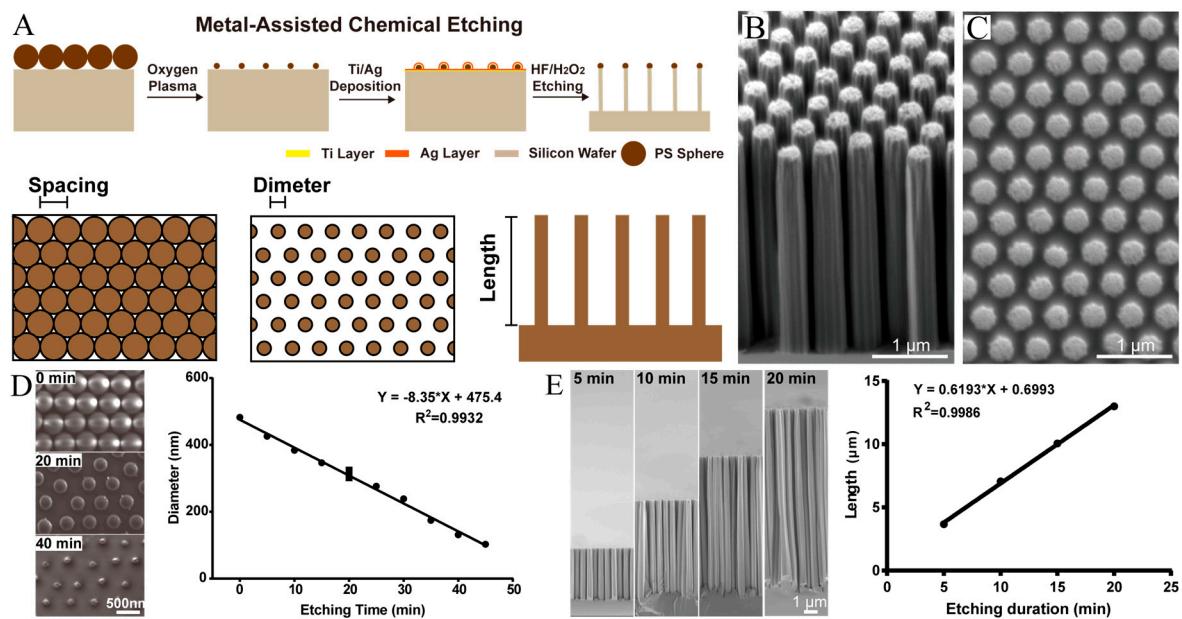 A
Metal-Assisted Chemical Etching
Oxygen
Plasma
Ti/Ag
Deposition
HF/H₂O₂
Etching
Ti Layer
Ag Layer
Silicon Wafer
PS Sphere
Spacing
Dimeter
Length
B
1 μm
C
1 μm
D
0 min
20 min
40 min
500nm
600
400
200
0
Diameter (nm)
Y = -8.35*X + 475.4
R²=0.9932
0 10 20 30 40 50
Etching Time (min)
E
5 min
10 min
15 min
20 min
1 μm
15
10
5
0
Length (μm)
Y = 0.6193*X + 0.6993
R²=0.9986
0 5 10 15 20 25
Etching duration (min)